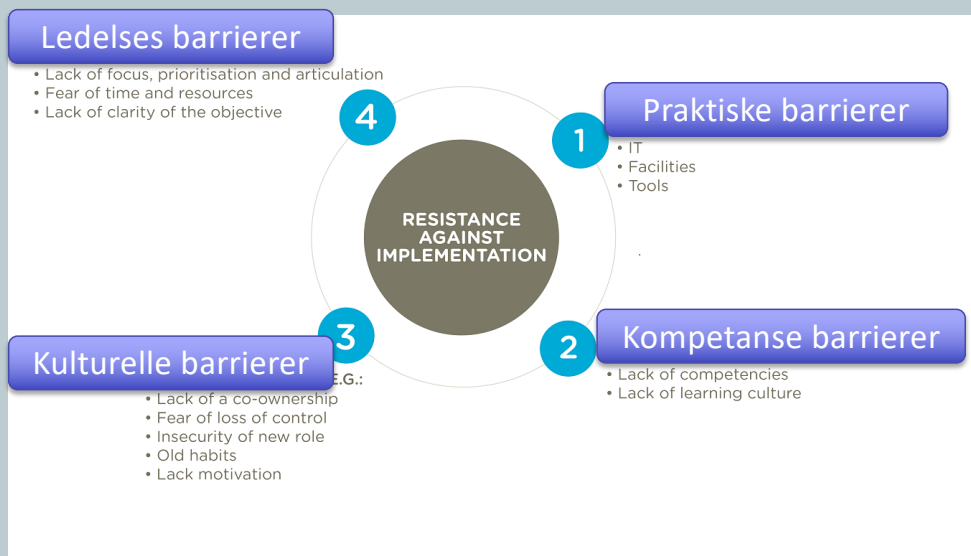 Ledelses barrierer
• Lack of focus, prioritisation and articulation
• Fear of time and resources
• Lack of clarity of the objective
4
1
Praktiske barrierer
• IT
• Facilities
• Tools
RESISTANCE
AGAINST
IMPLEMENTATION
3
Kulturelle barrierer
E.G.:
• Lack of a co-ownership
• Fear of loss of control
• Insecurity of new role
• Old habits
• Lack motivation
2
Kompetanse barrierer
• Lack of competencies
• Lack of learning culture